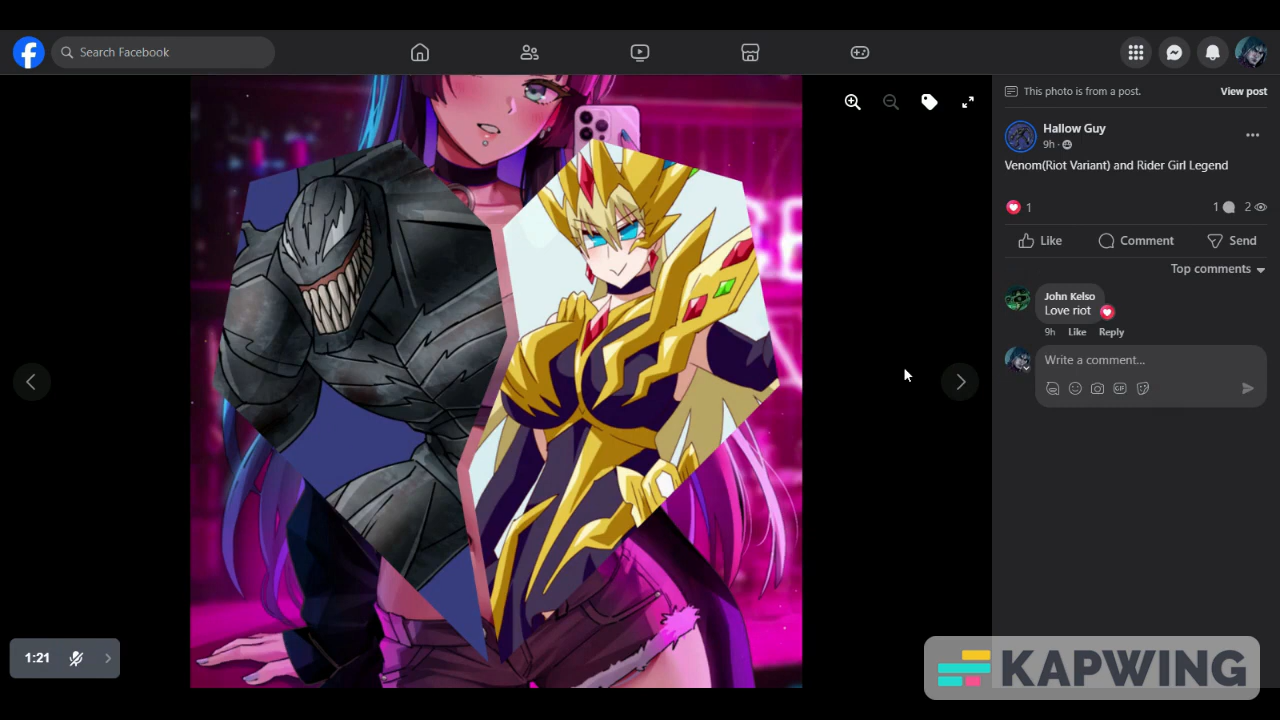 Search Facebook
This photo is from a post.
View post
Hallow Guy
9h ·
Venom(Riot Variant) and Rider Girl Legend
1
1
2
Like
Comment
Send
Top comments
John Kelso
Love riot
9h Like Reply
Write a comment...
GIF
1:21
KAPWING